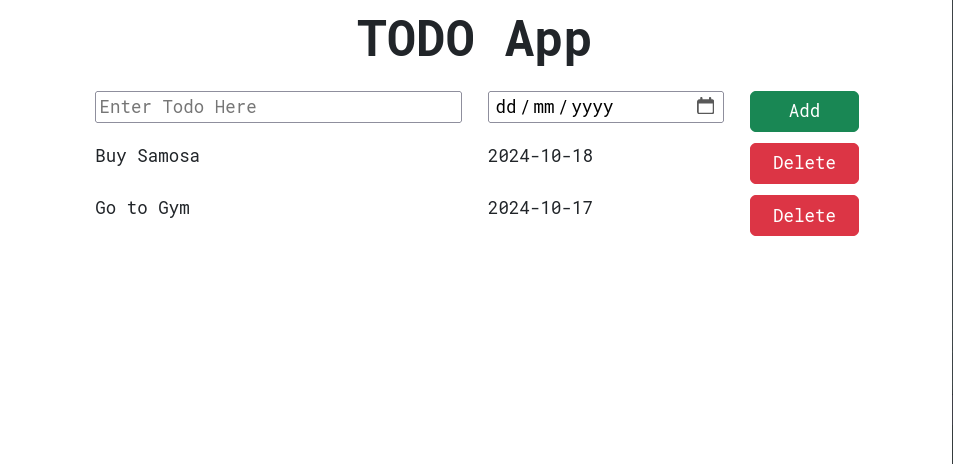 TODO App
Enter Todo Here dd/mm/yyyy Add
Buy Samosa 2024-10-18 Delete
Go to Gym 2024-10-17 Delete